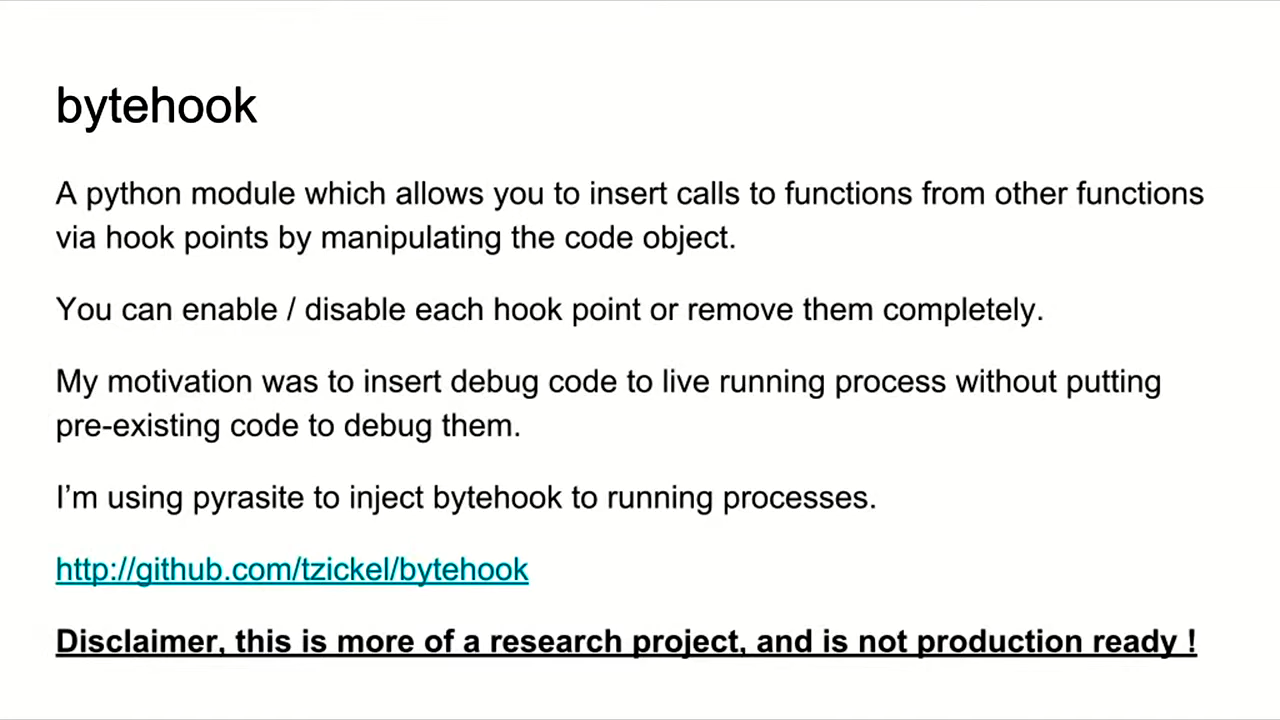 bytehook
A python module which allows you to insert calls to functions from other functions
via hook points by manipulating the code object.
You can enable / disable each hook point or remove them completely.
My motivation was to insert debug code to live running process without putting
pre-existing code to debug them.
I’m using pyrasite to inject bytehook to running processes.
http://github.com/tzickel/bytehook
Disclaimer, this is more of a research project, and is not production ready !